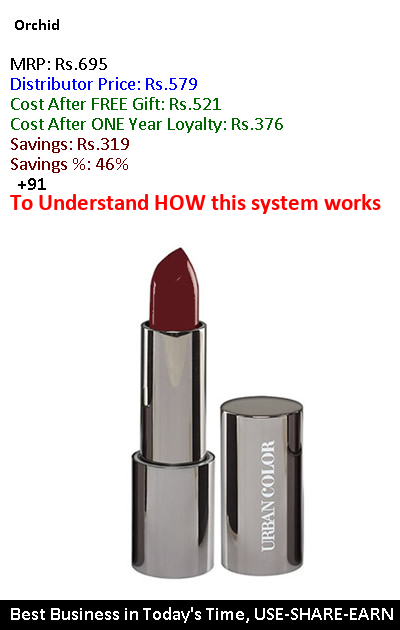 Orchid
MRP: Rs.695
Distributor Price: Rs.579
Cost After FREE Gift: Rs.521
Cost After ONE Year Loyalty: Rs.376
Savings: Rs.319
Savings %: 46%
+91
To Understand HOW this system works
URBAN COLOR
Best Business in Today's Time, USE-SHARE-EARN